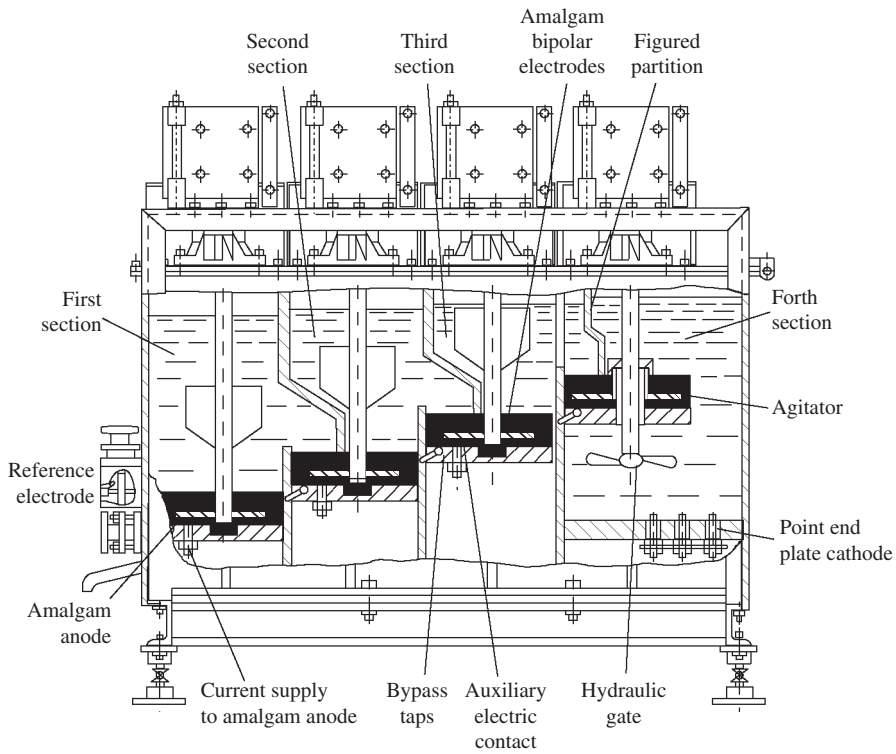 Second
section
Third
section
Amalgam
bipolar
electrodes
Figured
partition
First
section
Forth
section
Agitator
Reference
electrode
Point end
plate cathode
Amalgam
anode
Current supply
to amalgam anode
Bypass
taps
Auxiliary
electric
contact
Hydraulic
gate